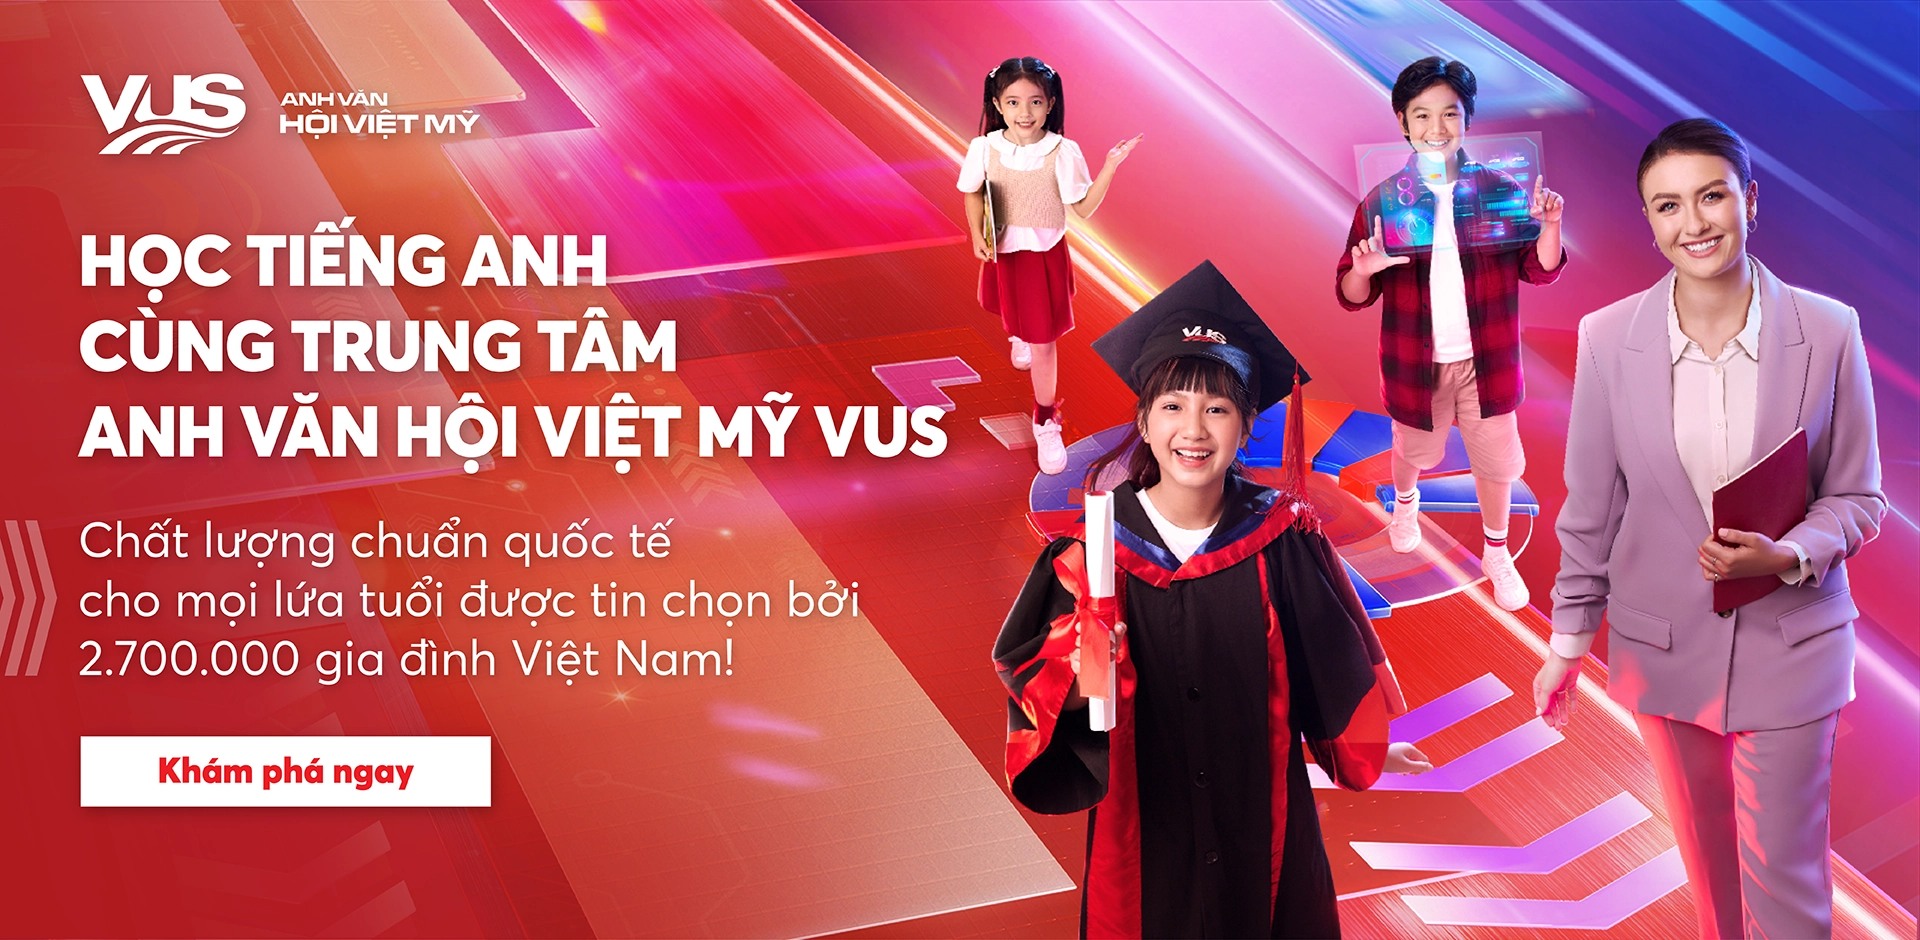 VUS
ANH VĂN
HỘI VIỆT MỸ
HỌC TIẾNG ANH
CÙNG TRUNG TÂM
ANH VĂN HỘI VIỆT MỸ VUS
Chất lượng chuẩn quốc tế
cho mọi lứa tuổi được tin chọn bởi
2.700.000 gia đình Việt Nam!
Khám phá ngay
VUS